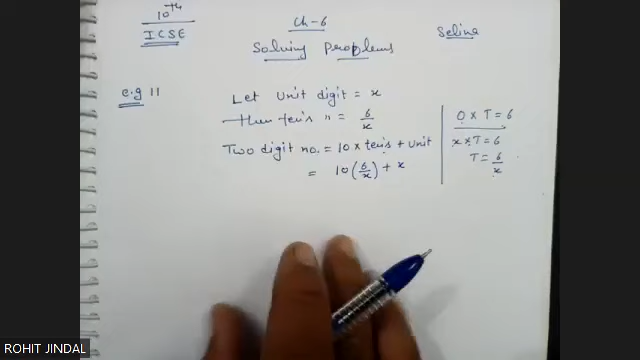 10th
ICSE
Ch-6
Solving Problems
Selina
e.g 11
Let Unit digit = x
Then ten's " = 6/x
Two digit no. = 10 x ten's + unit
= 10(6/x) + x
O x T = 6
x x T = 6
T = 6/x
ROHIT JINDAL